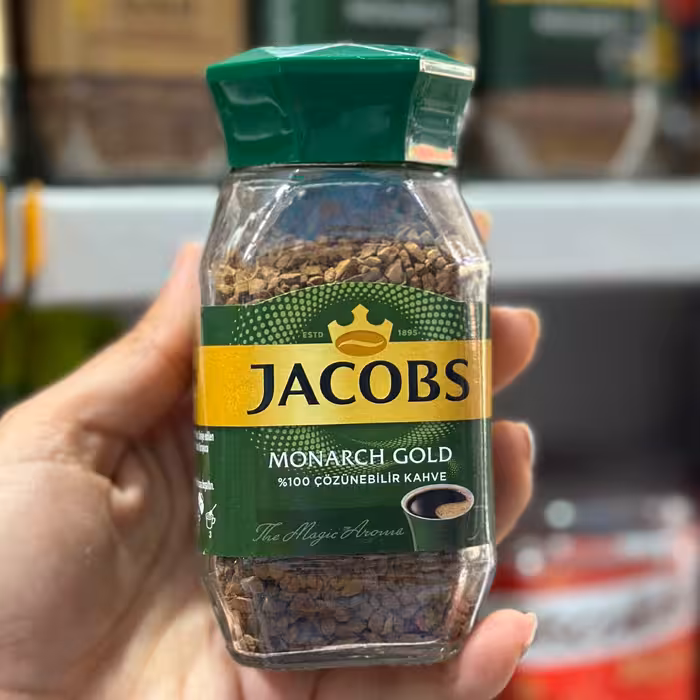 ESTD 1895
JACOBS
MONARCH GOLD
%100 ÇÖZÜNEBİLİR KAHVE
The Magic Aroma